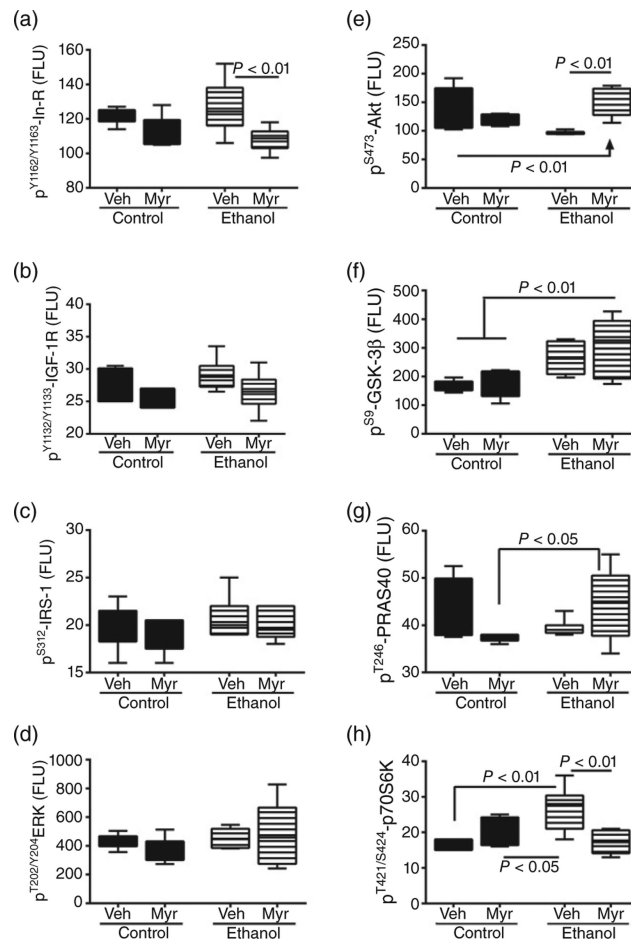 (a)
pY1162/Y1163-In-R (FLU)
160
140
120
100
80
P < 0.01
Veh Myr Veh Myr
Control Ethanol
(b)
pY1132/Y1133-IGF-1R (FLU)
40
35
30
25
20
Veh Myr Veh Myr
Control Ethanol
(c)
pS312-IRS-1 (FLU)
30
25
20
15
Veh Myr Veh Myr
Control Ethanol
(d)
pT202/Y204ERK (FLU)
1000
800
600
400
200
0
Veh Myr Veh Myr
Control Ethanol
(e)
pS473-Akt (FLU)
250
200
150
100
50
0
P < 0.01
P < 0.01
Veh Myr Veh Myr
Control Ethanol
(f)
pS9-GSK-3β (FLU)
500
400
300
200
100
0
P < 0.01
Veh Myr Veh Myr
Control Ethanol
(g)
pT246-PRAS40 (FLU)
60
50
40
30
P < 0.05
Veh Myr Veh Myr
Control Ethanol
(h)
pT421/S424-p70S6K
40
30
20
10
0
P < 0.01
P < 0.01
P < 0.05
Veh Myr Veh Myr
Control Ethanol